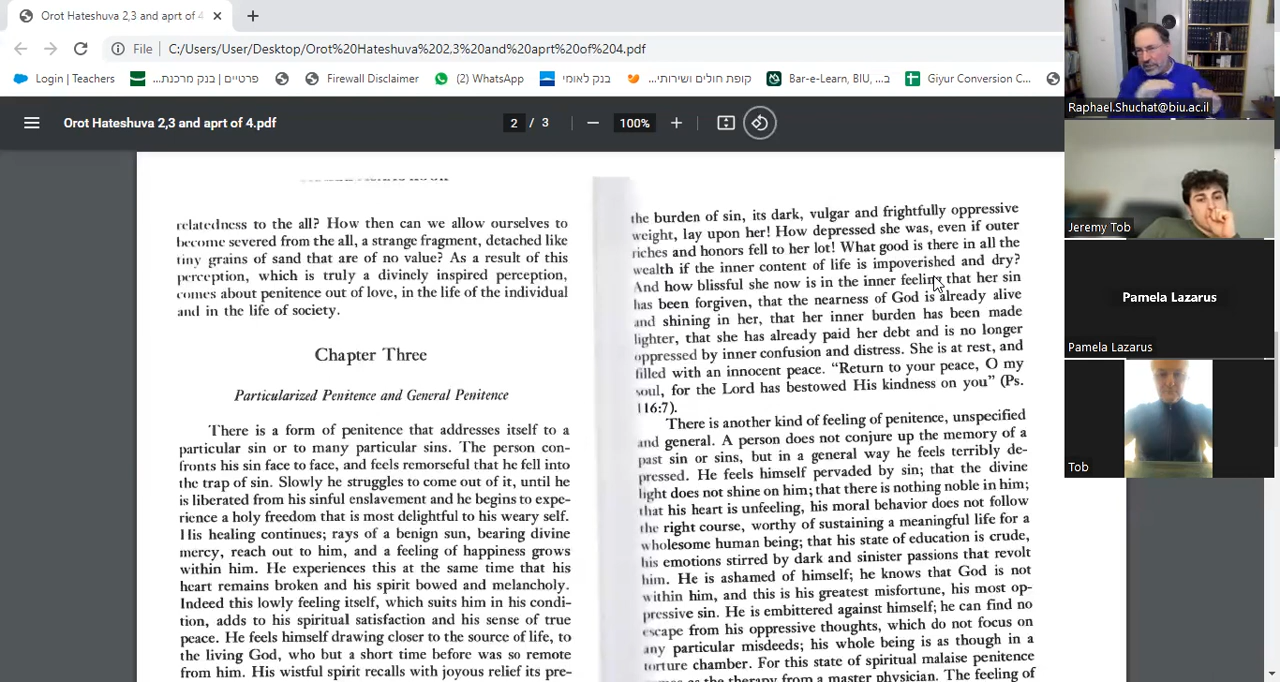 Orot Hateshuva 2,3 and aprt of 4
File
C:/Users/User/Desktop/Orot%20Hateshuva%202,3%20and%20aprt%20of%204.pdf
Login | Teachers
פרטיים | בנק מרכנת...
Firewall Disclaimer
(2) WhatsApp
בנק לאומי
קופת חולים ושירותי...
Bar-e-Learn, BIU, ב...
Giyur Conversion C...
Orot Hateshuva 2,3 and aprt of 4.pdf
2 / 3
100%
relatedness to the all? How then can we allow ourselves to
become severed from the all, a strange fragment, detached like
tiny grains of sand that are of no value? As a result of this
perception, which is truly a divinely inspired perception,
comes about penitence out of love, in the life of the individual
and in the life of society.
Chapter Three
Particularized Penitence and General Penitence
There is a form of penitence that addresses itself to a
particular sin or to many particular sins. The person con-
fronts his sin face to face, and feels remorseful that he fell into
the trap of sin. Slowly he struggles to come out of it, until he
is liberated from his sinful enslavement and he begins to expe-
rience a holy freedom that is most delightful to his weary self.
His healing continues; rays of a benign sun, bearing divine
mercy, reach out to him, and a feeling of happiness grows
within him. He experiences this at the same time that his
heart remains broken and his spirit bowed and melancholy.
Indeed this lowly feeling itself, which suits him in his condi-
tion, adds to his spiritual satisfaction and his sense of true
peace. He feels himself drawing closer to the source of life, to
the living God, who but a short time before was so remote
from him. His wistful spirit recalls with joyous relief its pre-
the burden of sin, its dark, vulgar and frightfully oppressive
weight, lay upon her! How depressed she was, even if outer
riches and honors fell to her lot! What good is there in all the
wealth if the inner content of life is impoverished and dry?
And how blissful she now is in the inner feeling that her sin
has been forgiven, that the nearness of God is already alive
and shining in her, that her inner burden has been made
lighter, that she has already paid her debt and is no longer
oppressed by inner confusion and distress. She is at rest, and
filled with an innocent peace. “Return to your peace, O my
soul, for the Lord has bestowed His kindness on you” (Ps.
116:7).
There is another kind of feeling of penitence, unspecified
and general. A person does not conjure up the memory of a
past sin or sins, but in a general way he feels terribly de-
pressed. He feels himself pervaded by sin; that the divine
light does not shine on him; that there is nothing noble in him;
that his heart is unfeeling, his moral behavior does not follow
the right course, worthy of sustaining a meaningful life for a
wholesome human being; that his state of education is crude,
his emotions stirred by dark and sinister passions that revolt
him. He is ashamed of himself; he knows that God is not
within him, and this is his greatest misfortune, his most op-
pressive sin. He is embittered against himself; he can find no
escape from his oppressive thoughts, which do not focus on
any particular misdeeds; his whole being is as though in a
torture chamber. For this state of spiritual malaise penitence
as the therapy from a master physician. The feeling of
Raphael.Shuchat@biu.ac.il
Jeremy Tob
Pamela Lazarus
Pamela Lazarus
Tob